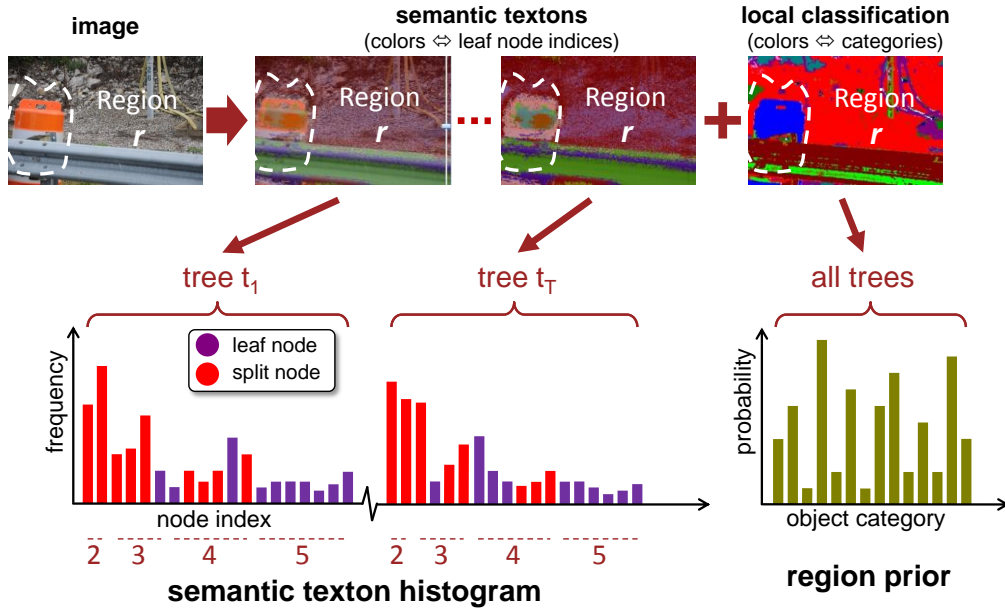 image
semantic textons
(colors ⇔ leaf node indices)
local classification
(colors ⇔ categories)
Region
r
Region
r
...
Region
r
+
Region
r
tree t1
tree tT
all trees
frequency
leaf node
split node
probability
node index
object category
2 3 4 5
2 3 4 5
semantic texton histogram
region prior